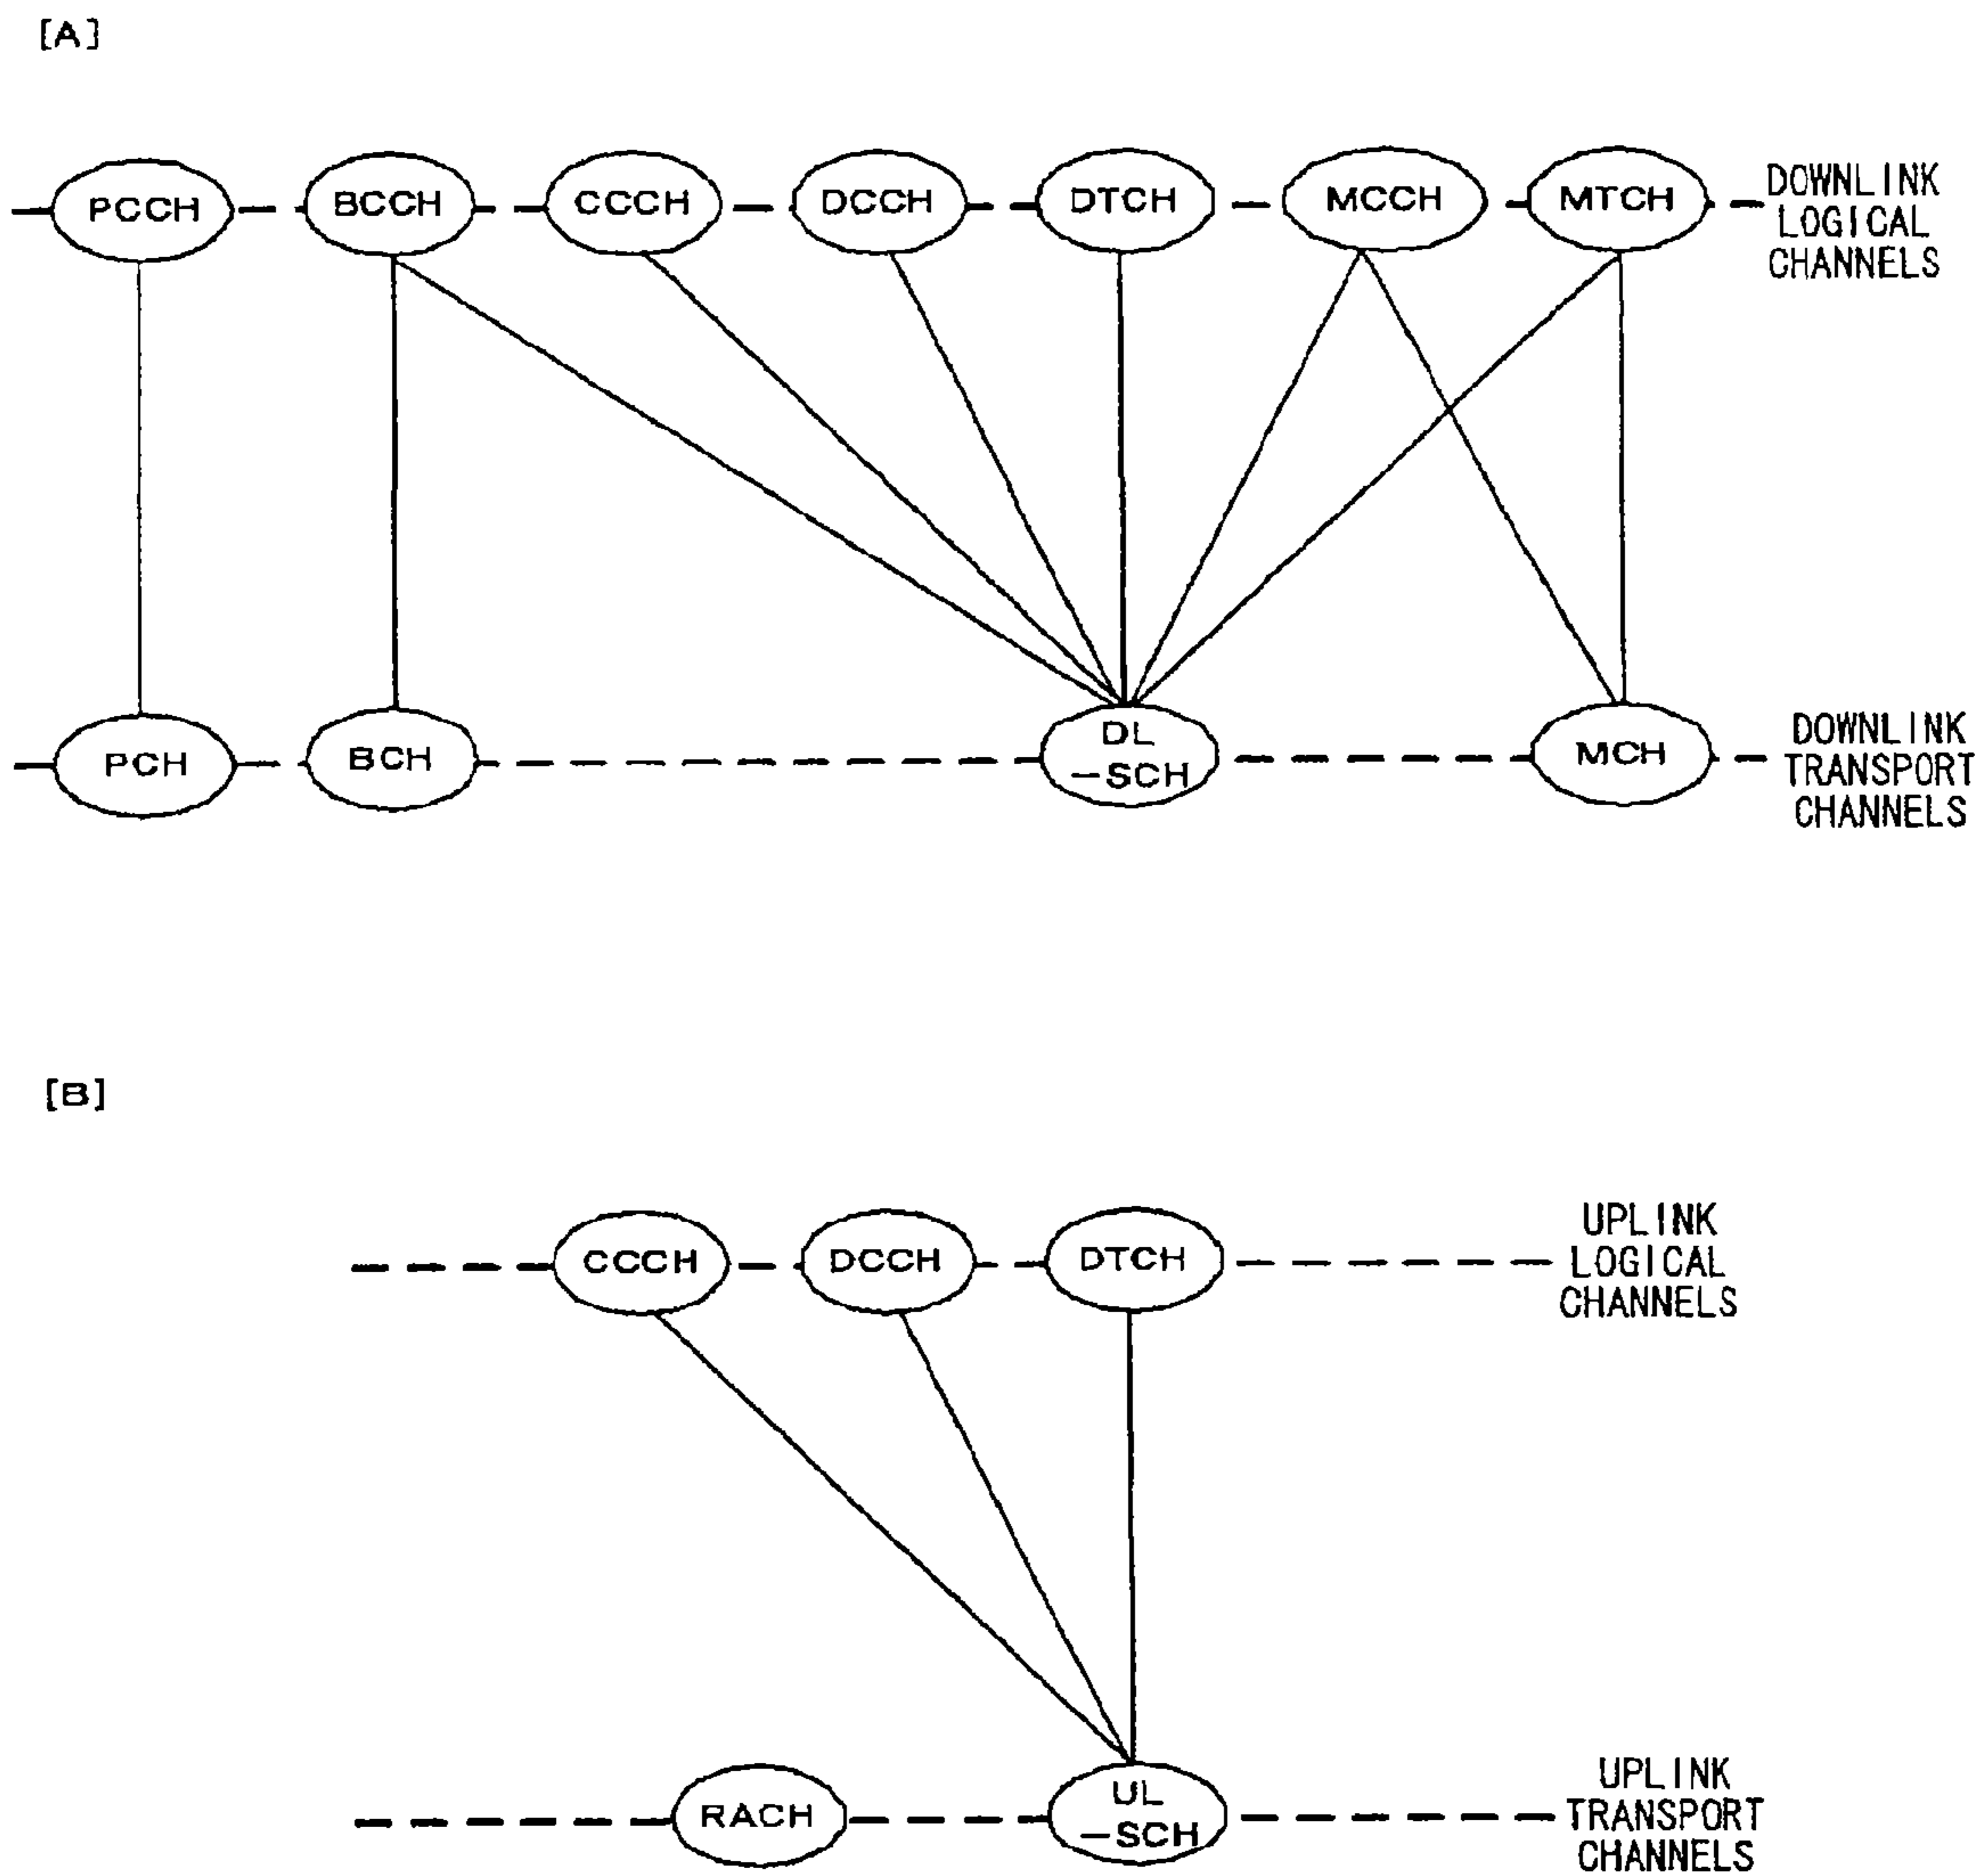 [A]
PCCH BCCH CCCH DCCH DTCH MCCH MTCH
DOWNLINK
LOGICAL
CHANNELS
PCH BCH DL
-SCH
MCH
DOWNLINK
TRANSPORT
CHANNELS
[B]
CCCH DCCH DTCH
UPLINK
LOGICAL
CHANNELS
RACH UL
-SCH
UPLINK
TRANSPORT
CHANNELS